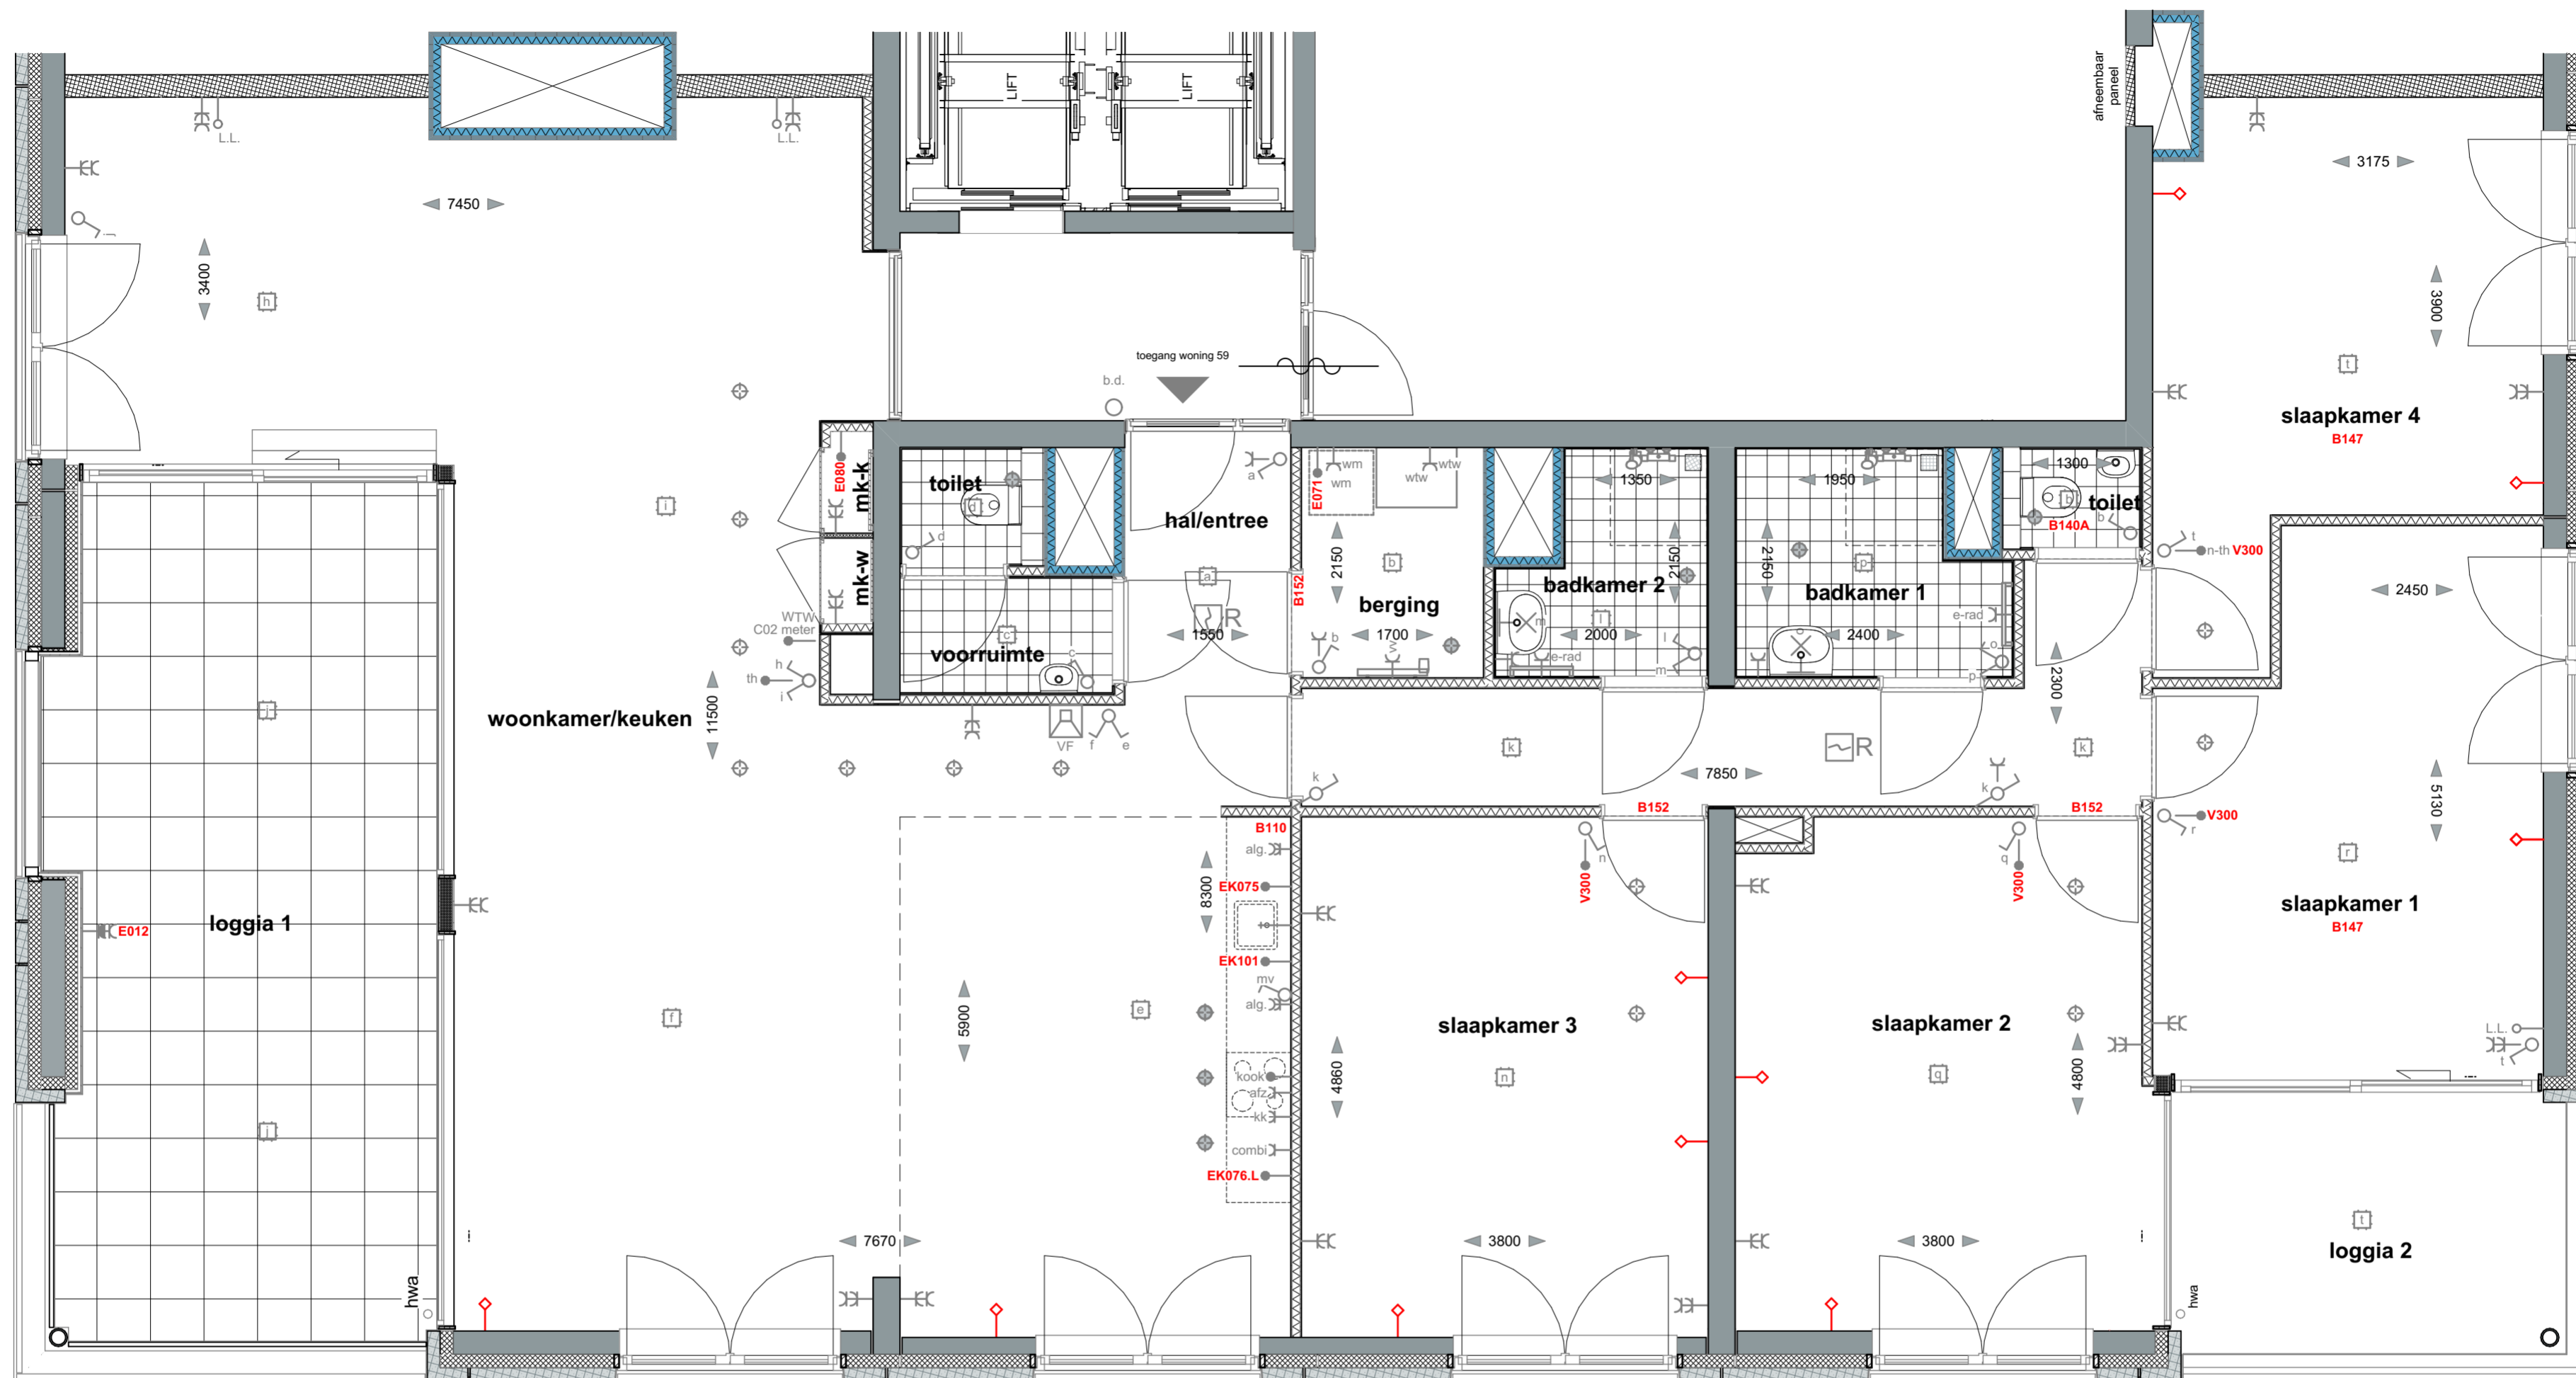 LIFT
LIFT
afneembaar
paneel
L.L.
L.L.
3175
7450
3400
j
h
3900
toegang woning 59
b.d.
t
slaapkamer 4
B147
E080
mk-k
toilet
d
d
a
hal/entree
E071
wm
wm
wtw
wtw
1350
1950
1300
b
toilet
b
B140A
i
mk-w
2150
b
2150
2150
p
t
n-th
V300
a
B152
badkamer 2
badkamer 1
2450
WTW
C02 meter
c
R
1550
berging
1700
b
vv
l
m
2000
l
m
e-rad
e-rad
2400
o
p
voorruimte
c
h
th
i
2300
j
woonkamer/keuken
11500
VF
f
e
k
R
k
k
7850
k
B152
B152
5130
B110
alg.
8300
EK075
n
V300
q
V300
V300
r
r
slaapkamer 1
B147
loggia 1
E012
EK101
mv
alg.
f
5900
e
slaapkamer 3
slaapkamer 2
L.L.
t
kook
afz
kk
4860
n
q
4800
j
combi
EK076.L
t
7670
3800
3800
loggia 2
hwa
hwa